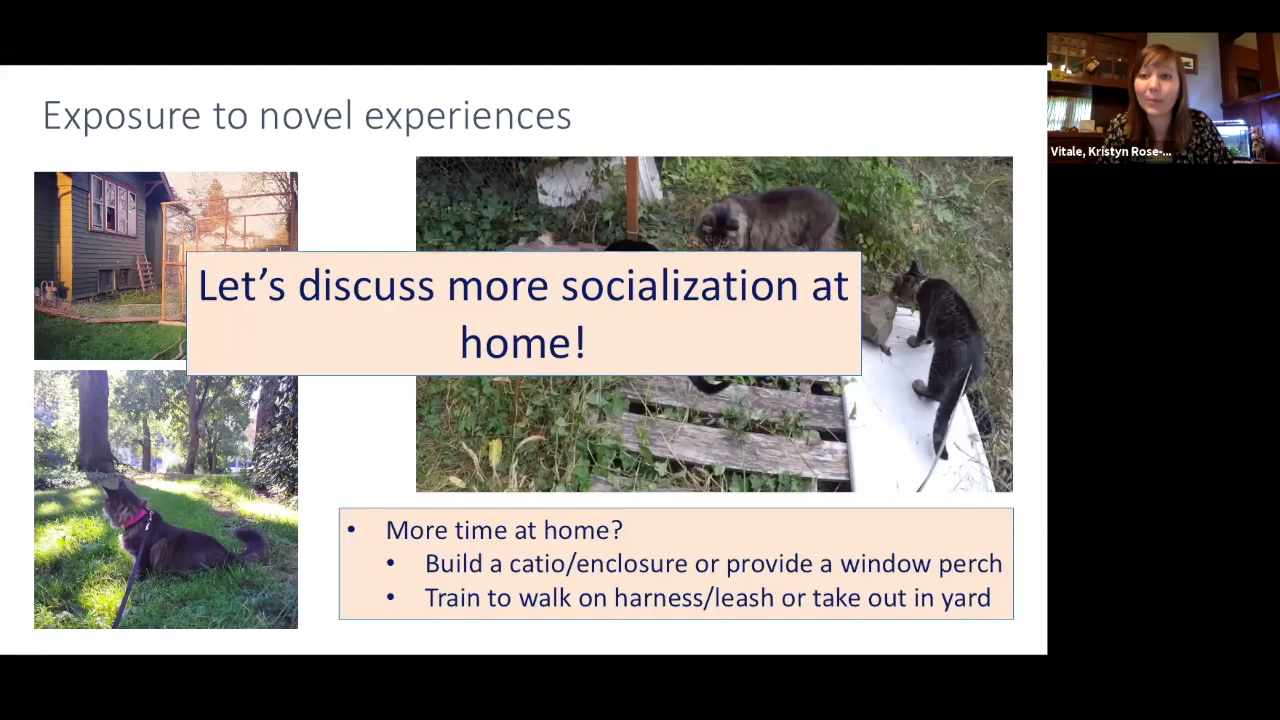 Exposure to novel experiences
Let's discuss more socialization at
home!
• More time at home?
• Build a catio/enclosure or provide a window perch
• Train to walk on harness/leash or take out in yard
Vitale, Kristyn Rose-...